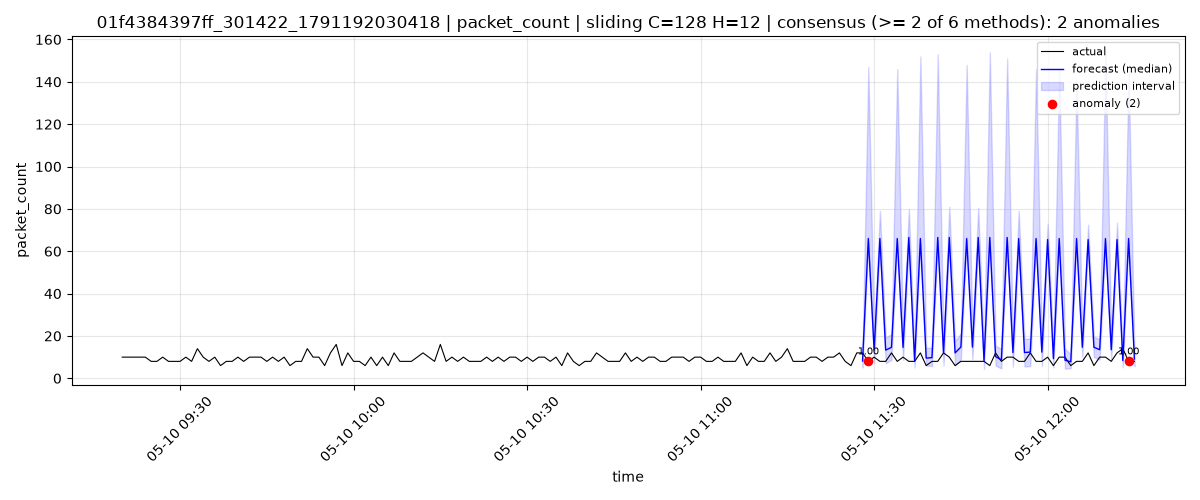 01f4384397ff_301422_1791192030418 | packet_count | sliding C=128 H=12 | consensus (>= 2 of 6 methods): 2 anomalies
packet_count
160
140
120
100
80
60
40
20
0
actual
forecast (median)
prediction interval
anomaly (2)
1.00
1.00
05-10 09:30
05-10 10:00
05-10 10:30
05-10 11:00
05-10 11:30
05-10 12:00
time